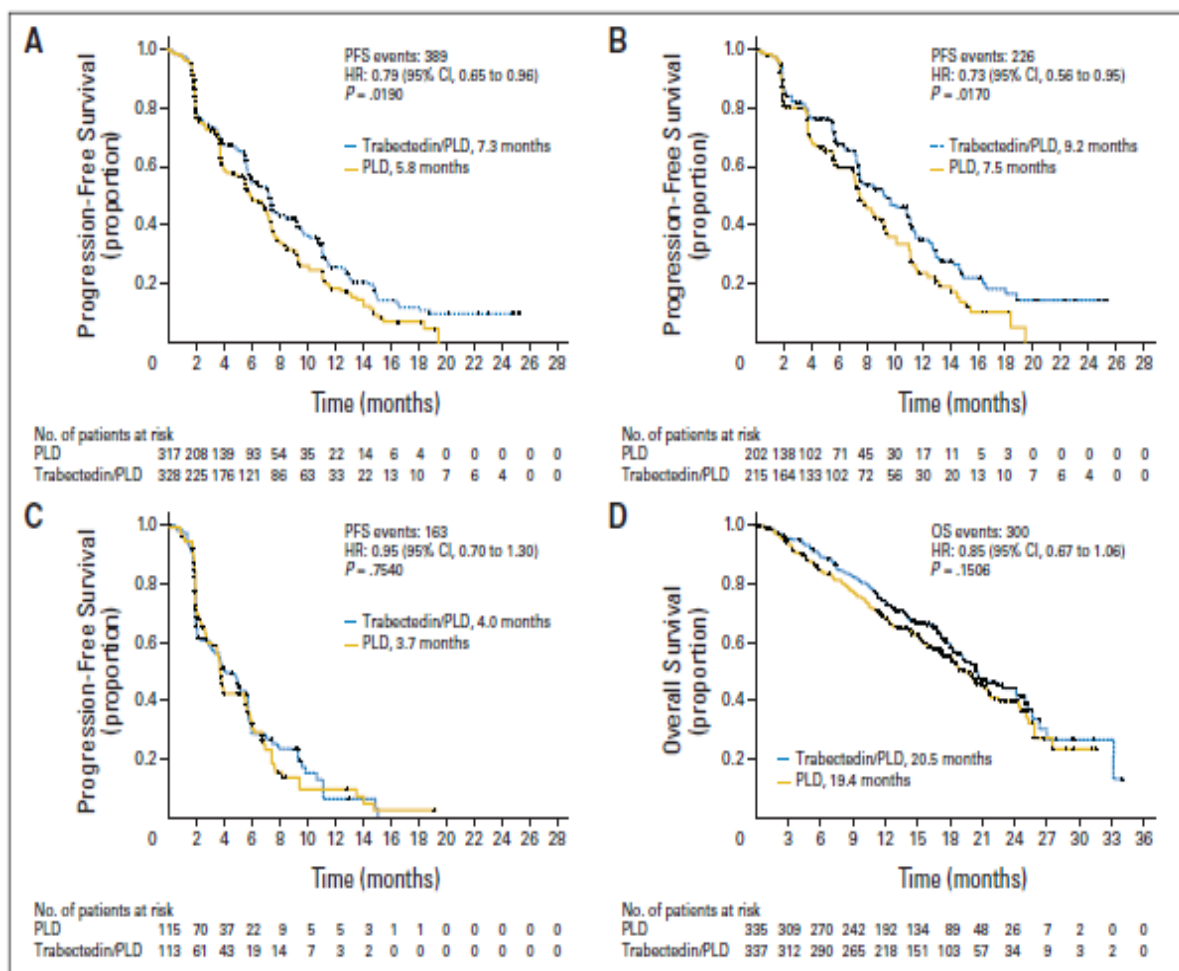 A
Progression-Free Survival
(proportion)
1.0
0.8
0.6
0.4
0.2
PFS events: 389
HR: 0.79 (95% CI, 0.65 to 0.96)
P = .0190
Trabectedin/PLD, 7.3 months
PLD, 5.8 months
0 2 4 6 8 10 12 14 16 18 20 22 24 26 28
Time (months)
No. of patients at risk
PLD 317 208 139 93 54 35 22 14 6 4 0 0 0 0 0
Trabectedin/PLD 328 225 176 121 86 63 33 22 13 10 7 6 4 0 0
B
Progression-Free Survival
(proportion)
1.0
0.8
0.6
0.4
0.2
PFS events: 226
HR: 0.73 (95% CI, 0.56 to 0.95)
P = .0170
Trabectedin/PLD, 9.2 months
PLD, 7.5 months
0 2 4 6 8 10 12 14 16 18 20 22 24 26 28
Time (months)
No. of patients at risk
PLD 202 138 102 71 45 30 17 11 5 3 0 0 0 0 0
Trabectedin/PLD 215 164 133 102 72 56 30 20 13 10 7 6 4 0 0
C
Progression-Free Survival
(proportion)
1.0
0.8
0.6
0.4
0.2
PFS events: 163
HR: 0.95 (95% CI, 0.70 to 1.30)
P = .7540
Trabectedin/PLD, 4.0 months
PLD, 3.7 months
0 2 4 6 8 10 12 14 16 18 20 22 24 26 28
Time (months)
No. of patients at risk
PLD 115 70 37 22 9 5 5 3 1 1 0 0 0 0 0
Trabectedin/PLD 113 61 43 19 14 7 3 2 0 0 0 0 0 0 0
D
Overall Survival
(proportion)
1.0
0.8
0.6
0.4
0.2
OS events: 300
HR: 0.85 (95% CI, 0.67 to 1.06)
P = .1506
Trabectedin/PLD, 20.5 months
PLD, 19.4 months
0 3 6 9 12 15 18 21 24 27 30 33 36
Time (months)
No. of patients at risk
PLD 335 309 270 242 192 134 89 48 26 7 2 0 0
Trabectedin/PLD 337 312 290 265 218 151 103 57 34 9 3 2 0